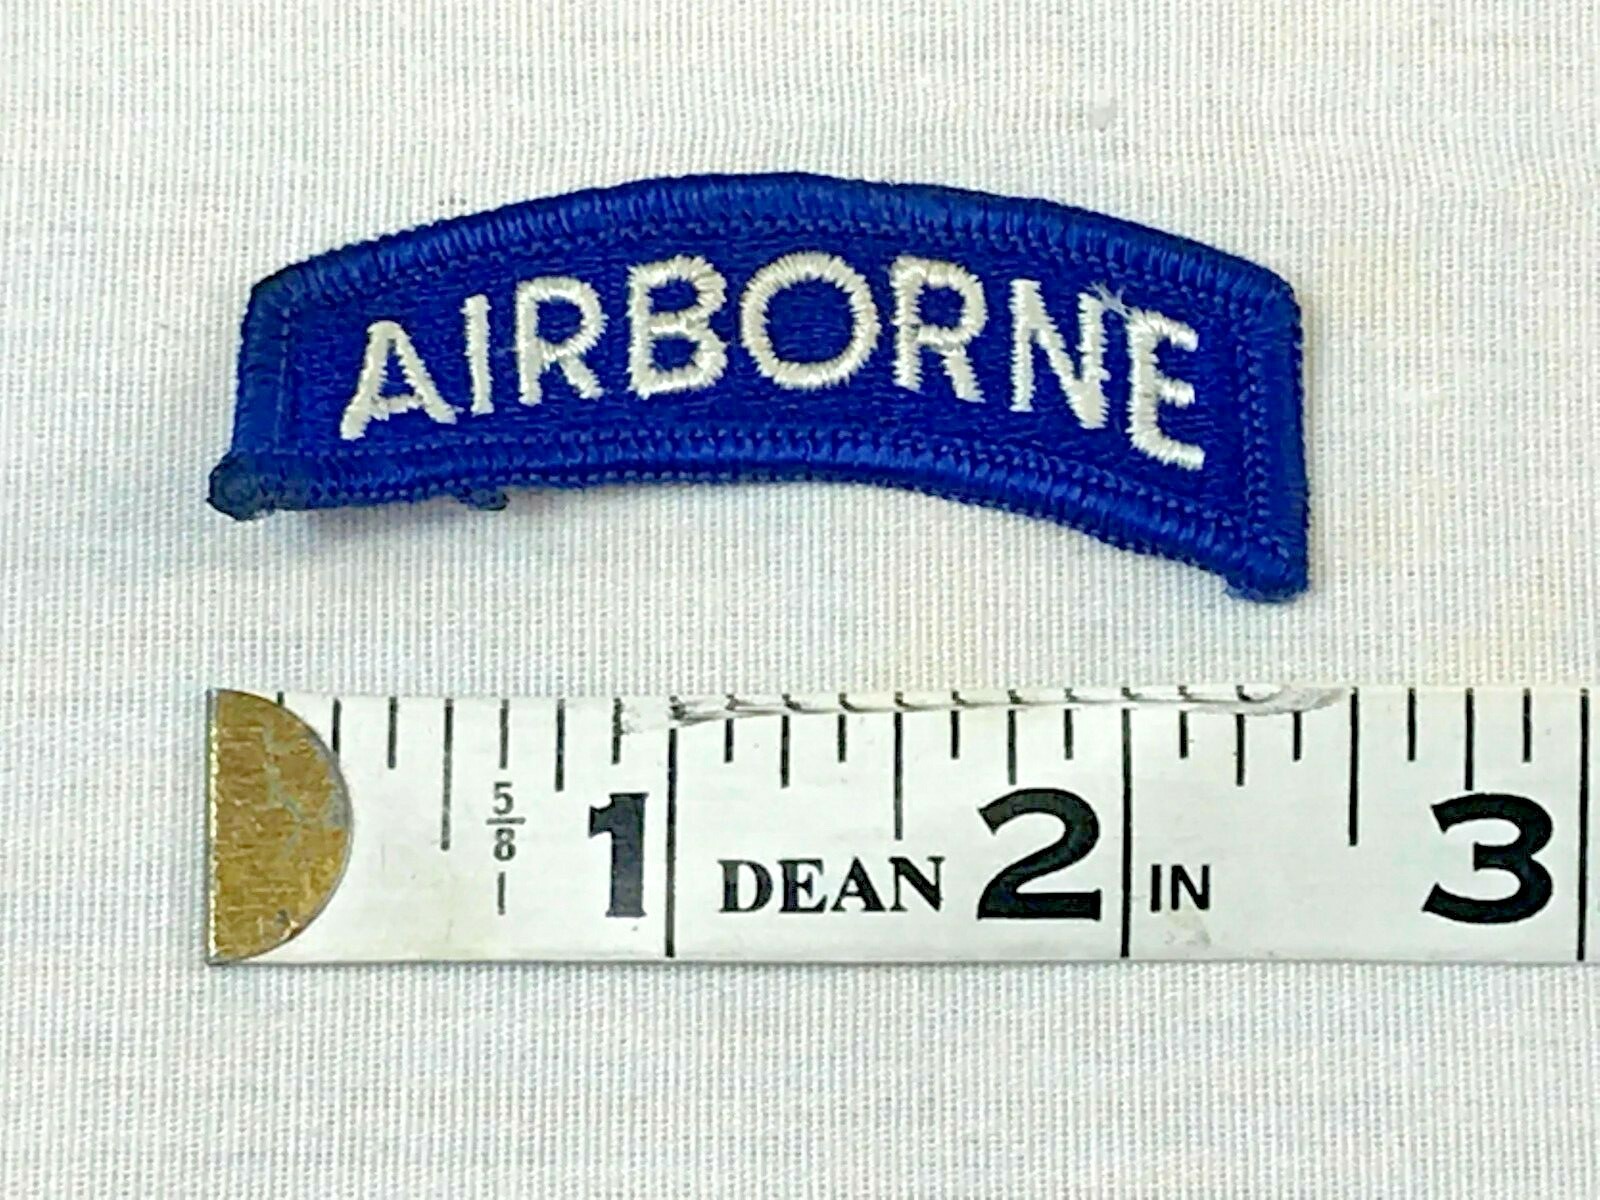 AIRBORNE
5/8
1 DEAN 2 IN 3